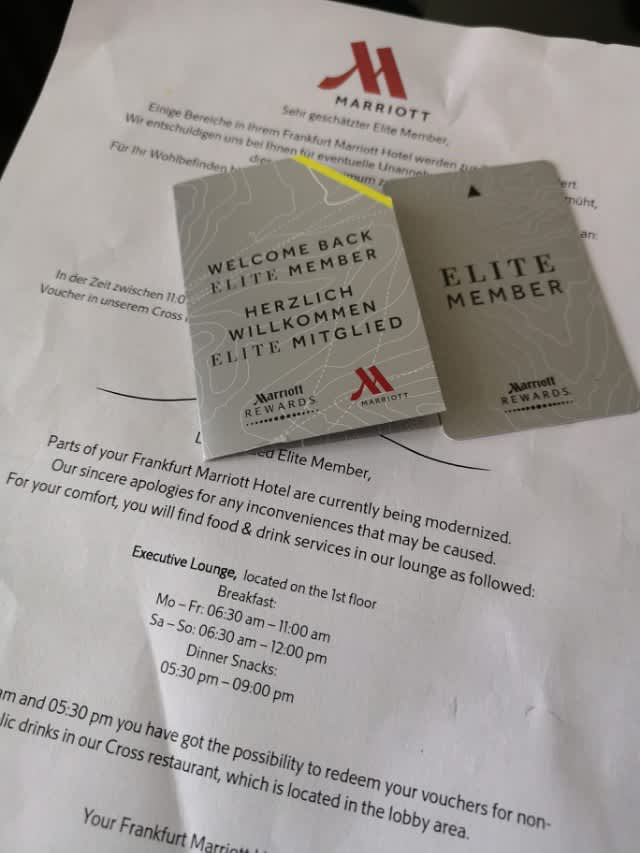 MARRIOTT
Sehr geschätzter Elite Member,
Einige Bereiche in Ihrem Frankfurt Marriott Hotel werden zur
Wir entschuldigen uns bei Ihnen für eventuelle
Für Ihr Wohlbefinden
an:
In der Zeit zwischen
Voucher in unserem Cross
WELCOME BACK
ELITE MEMBER
HERZLICH
WILLKOMMEN
ELITE MITGLIED
Marriott
REWARDS
MARRIOTT
ELITE
MEMBER
Marriott
REWARDS
Elite Member,
Parts of your Frankfurt Marriott Hotel are currently being modernized.
Our sincere apologies for any inconveniences that may be caused.
For your comfort, you will find food & drink services in our lounge as followed:
Executive Lounge, located on the 1st floor
Breakfast:
Mo – Fr: 06:30 am – 11:00 am
Sa – So: 06:30 am – 12:00 pm
Dinner Snacks:
05:30 pm – 09:00 pm
am and 05:30 pm you have got the possibility to redeem your vouchers for non-
lic drinks in our Cross restaurant, which is located in the lobby area.
Your Frankfurt